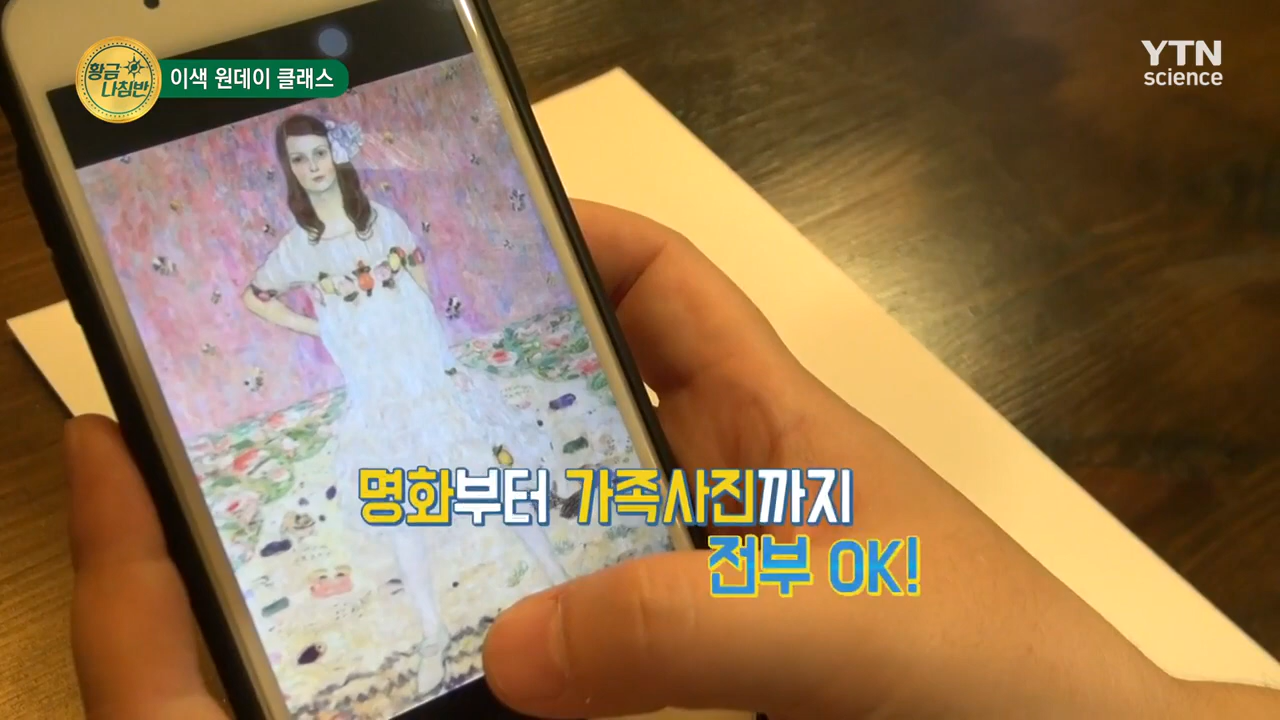 황금
나침반
이색 원데이 클래스
YTN
science
명화부터 가족사진까지
전부 OK!